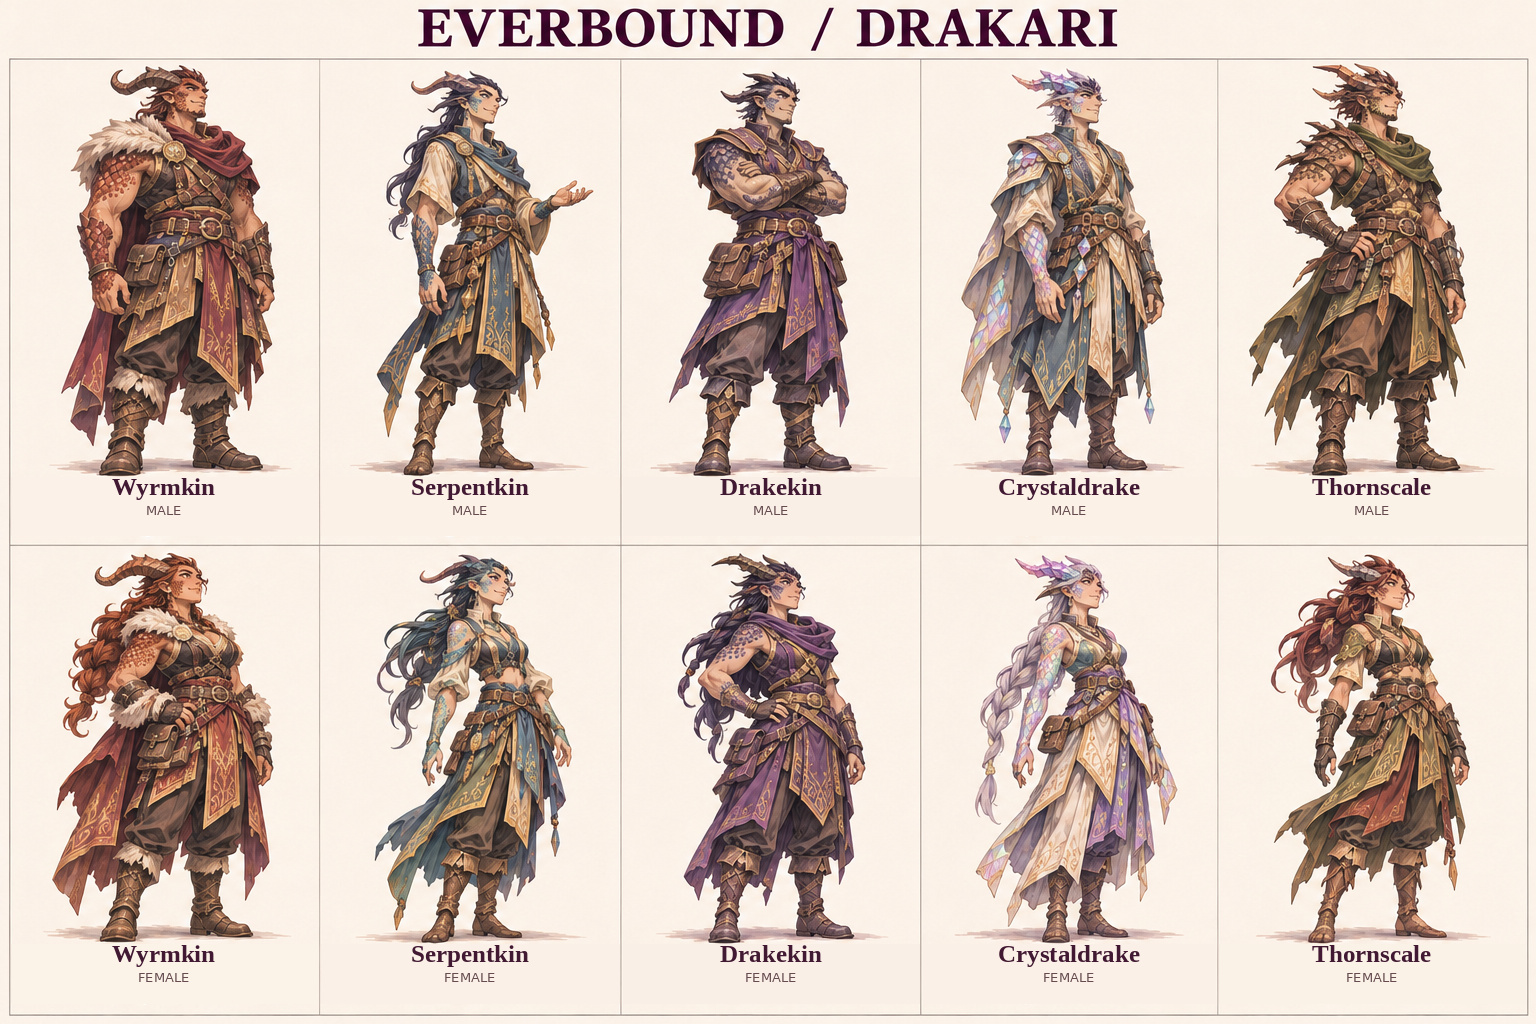 EVERBOUND / DRAKARI
Wyrmkin
MALE
Serpentkin
MALE
Drakekin
MALE
Crystaldrake
MALE
Thornscale
MALE
Wyrmkin
FEMALE
Serpentkin
FEMALE
Drakekin
FEMALE
Crystaldrake
FEMALE
Thornscale
FEMALE